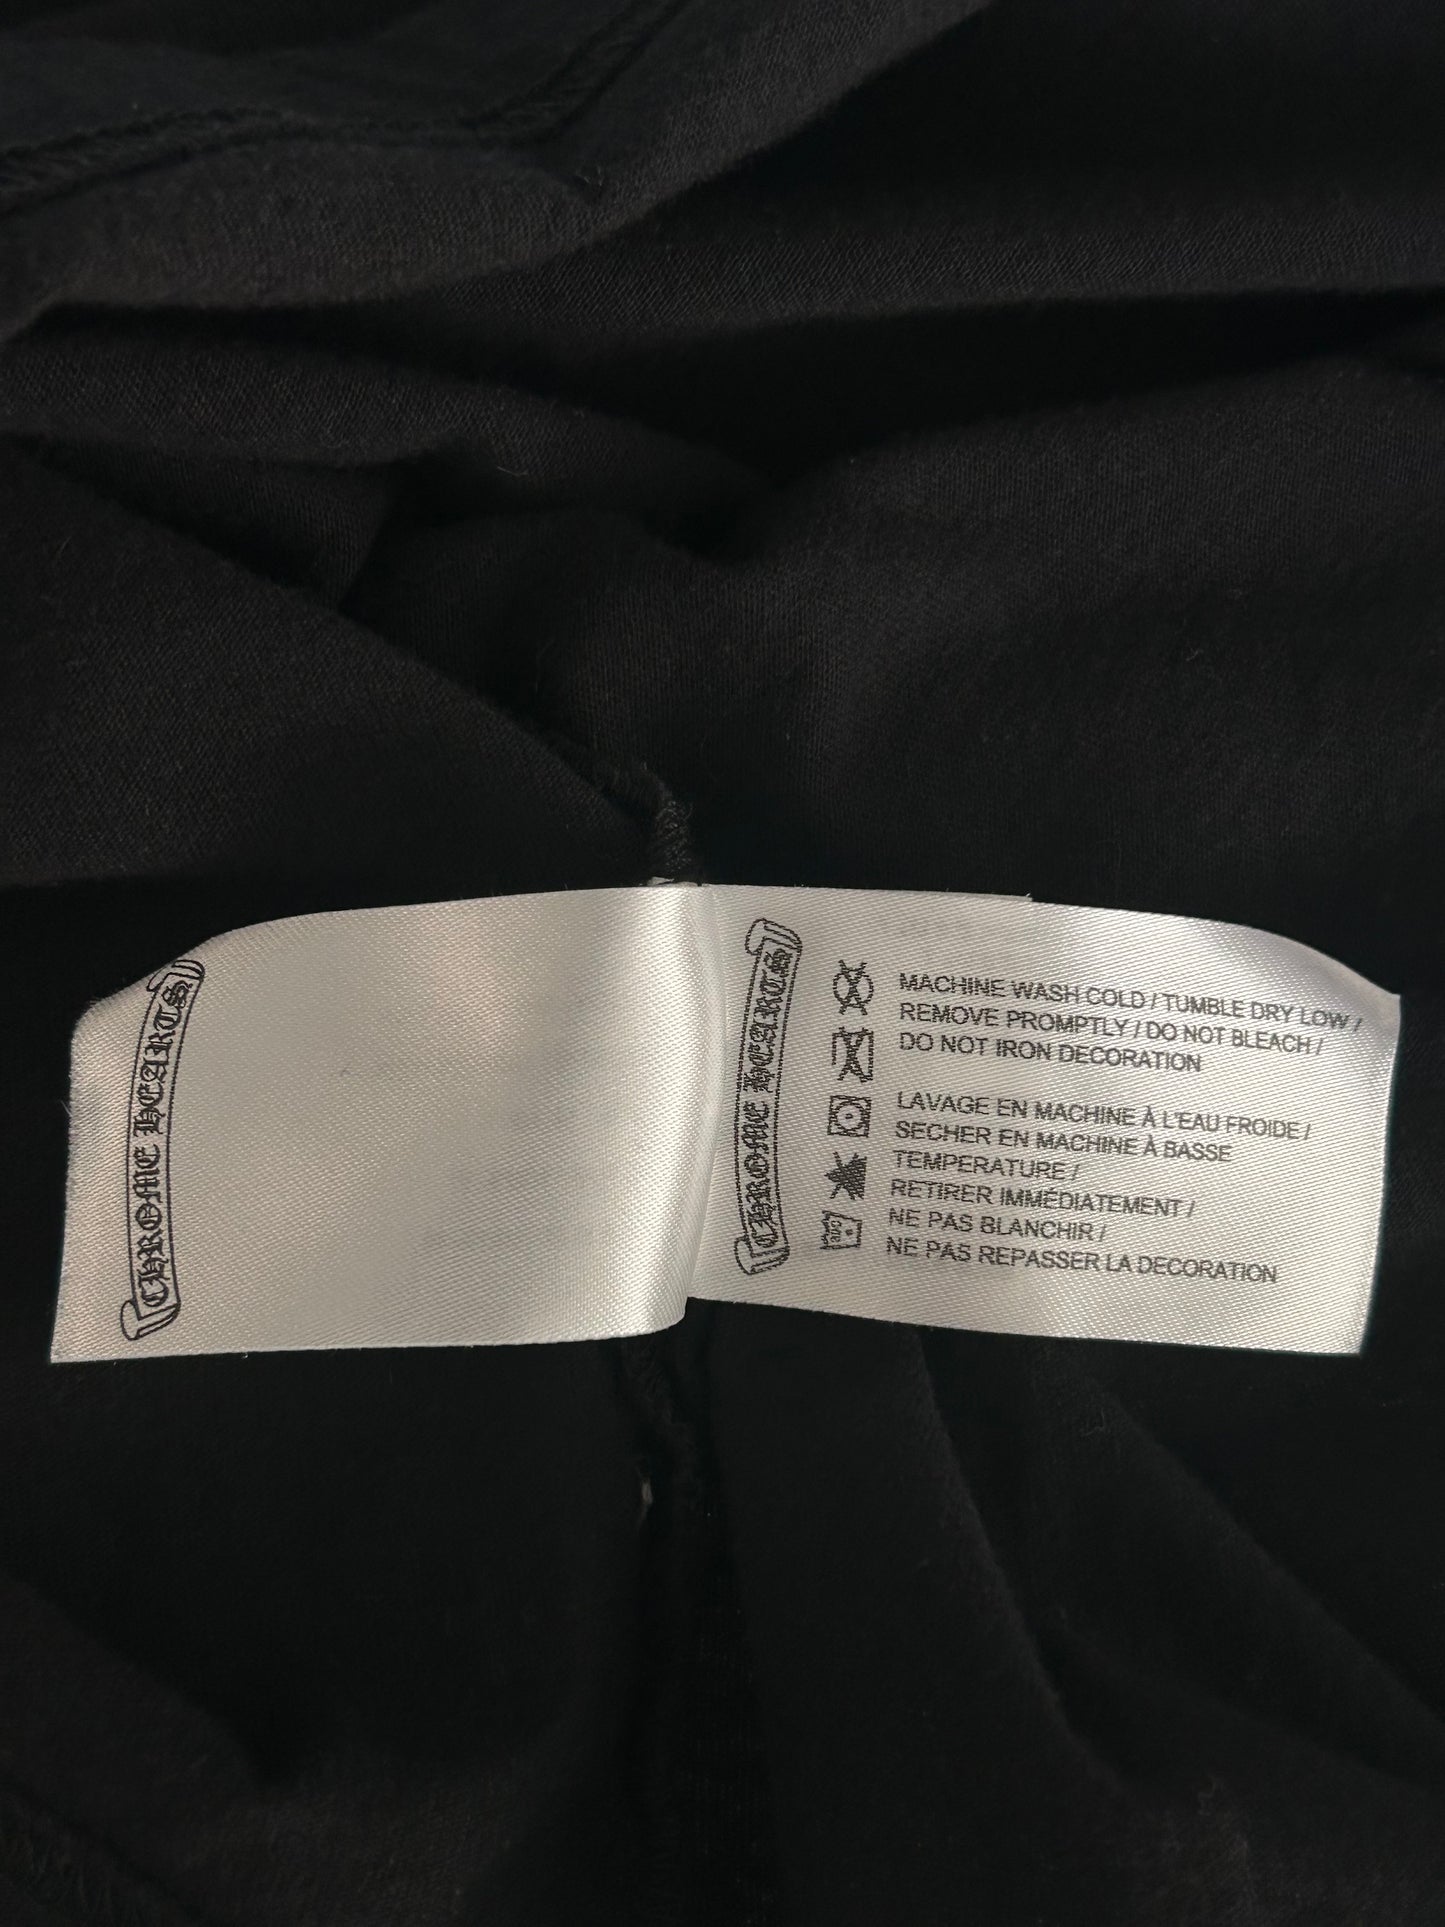 CHROME HEARTS
CHROME HEARTS
MACHINE WASH COLD / TUMBLE DRY LOW /
REMOVE PROMPTLY / DO NOT BLEACH /
DO NOT IRON DECORATION
LAVAGE EN MACHINE À L'EAU FROIDE /
SECHER EN MACHINE À BASSE
TEMPERATURE /
RETIRER IMMÉDIATEMENT /
NE PAS BLANCHIR /
NE PAS REPASSER LA DECORATION